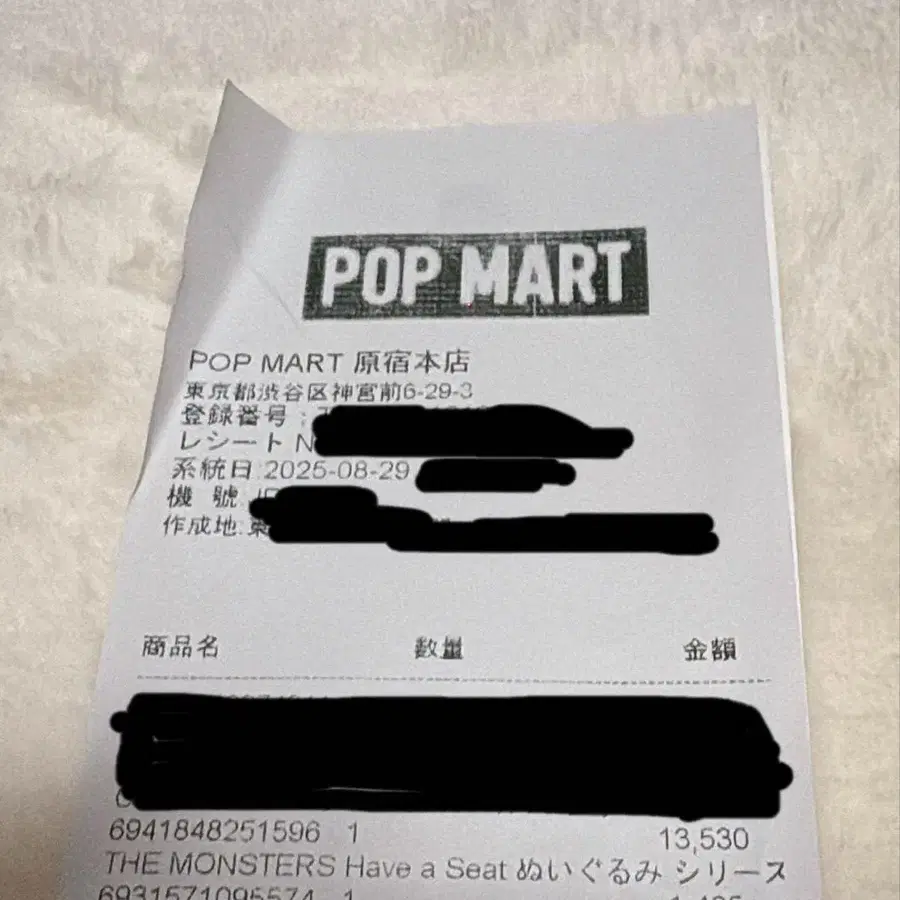 POP MART
POP MART 原宿本店
東京都渋谷区神宮前6-29-3
登録番号:
レシート N
系統日:2025-08-29
機 號
作成地:東
商品名 数量 金額
6941848251596 1 13,530
THE MONSTERS Have a Seat ぬいぐるみ シリーズ
6931571095574 1